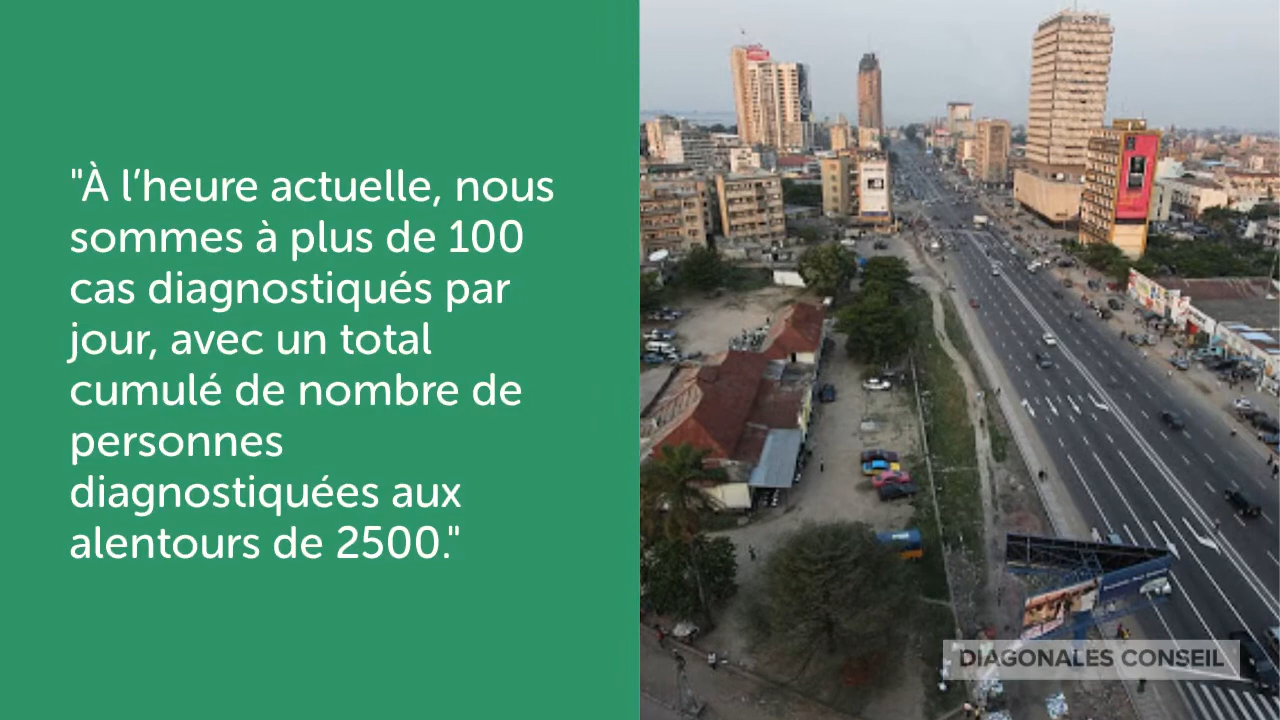 "À l’heure actuelle, nous
sommes à plus de 100
cas diagnostiqués par
jour, avec un total
cumulé de nombre de
personnes
diagnostiquées aux
alentours de 2500."
DIAGONALES CONSEIL